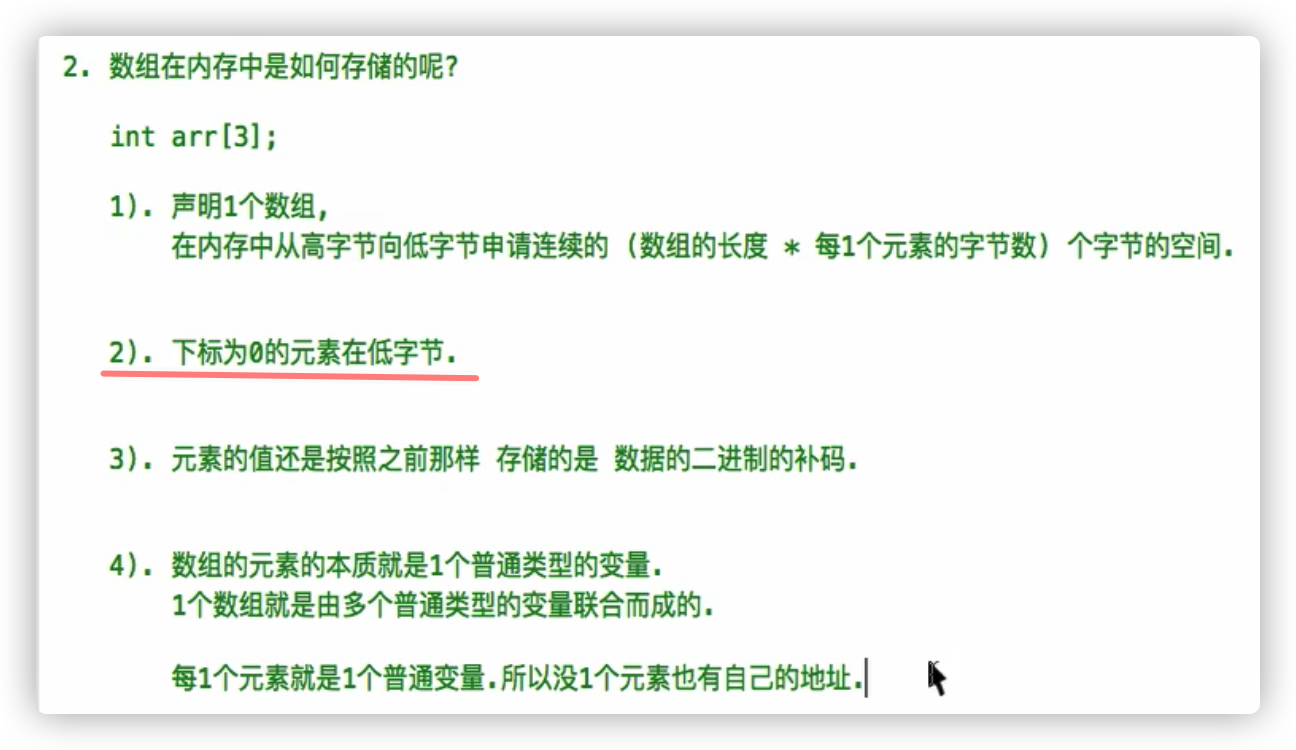 2. 数组在内存中是如何存储的呢?
int arr[3];
1). 声明1个数组,
在内存中从高字节向低字节申请连续的 (数组的长度 * 每1个元素的字节数) 个字节的空间.
2). 下标为0的元素在低字节.
3). 元素的值还是按照之前那样 存储的是 数据的二进制的补码.
4). 数组的元素的本质就是1个普通类型的变量.
1个数组就是由多个普通类型的变量联合而成的.
每1个元素就是1个普通变量.所以没1个元素也有自己的地址.